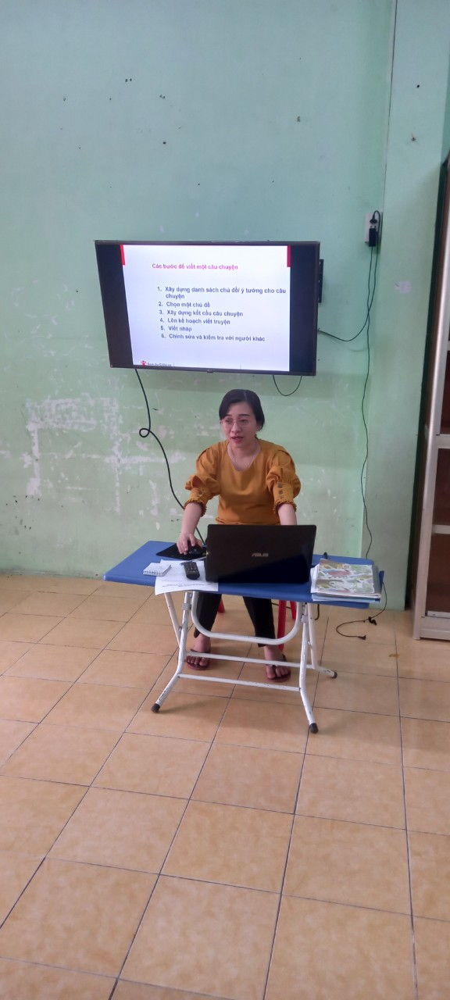 Các bước để viết một câu chuyện
1. Xây dựng danh sách chủ đề/ ý tưởng cho câu
chuyện
2. Chọn một chủ đề
3. Xây dựng kết cấu câu chuyện
4. Lên kế hoạch viết truyện
5. Viết nháp
6. Chỉnh sửa và kiểm tra với người khác
Save the Children
ASUS